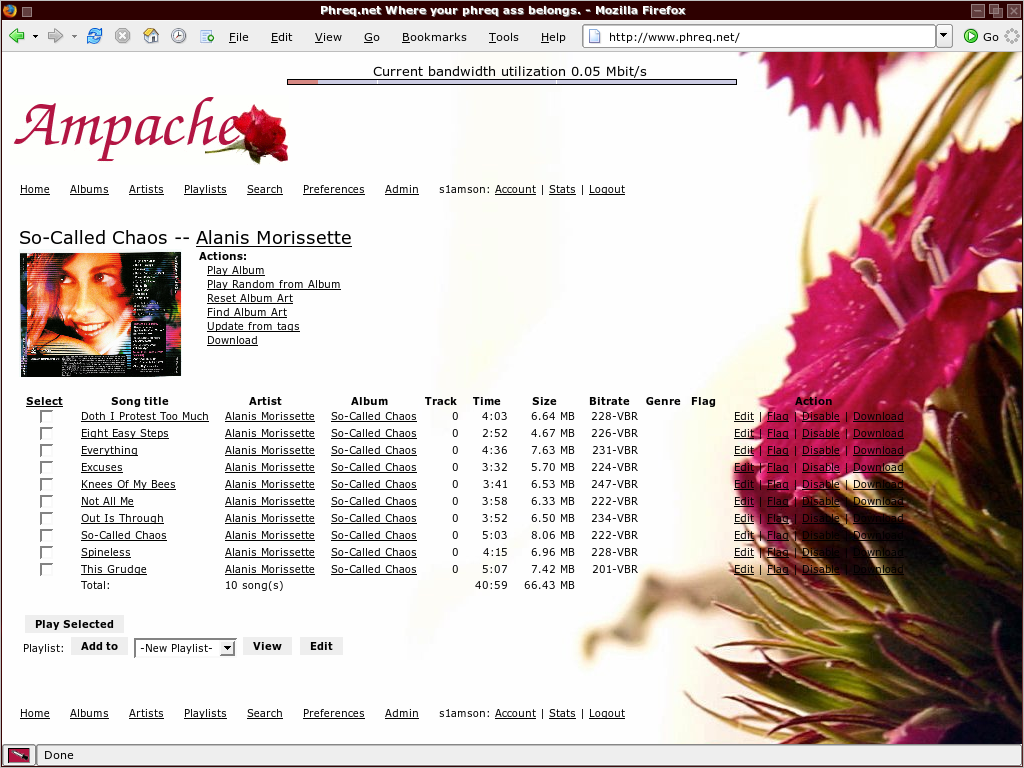 Phreq.net Where your phreq ass belongs. - Mozilla Firefox
File Edit View Go Bookmarks Tools Help http://www.phreq.net/ Go
Current bandwidth utilization 0.05 Mbit/s
Ampache
Home Albums Artists Playlists Search Preferences Admin s1amson: Account | Stats | Logout
So-Called Chaos -- Alanis Morissette
Actions:
Play Album
Play Random from Album
Reset Album Art
Find Album Art
Update from tags
Download
Select Song title Artist Album Track Time Size Bitrate Genre Flag Action
Doth I Protest Too Much Alanis Morissette So-Called Chaos 0 4:03 6.64 MB 228-VBR Edit | Flag | Disable | Download
Eight Easy Steps Alanis Morissette So-Called Chaos 0 2:52 4.67 MB 226-VBR Edit | Flag | Disable | Download
Everything Alanis Morissette So-Called Chaos 0 4:36 7.63 MB 231-VBR Edit | Flag | Disable | Download
Excuses Alanis Morissette So-Called Chaos 0 3:32 5.70 MB 224-VBR Edit | Flag | Disable | Download
Knees Of My Bees Alanis Morissette So-Called Chaos 0 3:41 6.53 MB 247-VBR Edit | Flag | Disable | Download
Not All Me Alanis Morissette So-Called Chaos 0 3:58 6.33 MB 222-VBR Edit | Flag | Disable | Download
Out Is Through Alanis Morissette So-Called Chaos 0 3:52 6.50 MB 234-VBR Edit | Flag | Disable | Download
So-Called Chaos Alanis Morissette So-Called Chaos 0 5:03 8.06 MB 222-VBR Edit | Flag | Disable | Download
Spineless Alanis Morissette So-Called Chaos 0 4:15 6.96 MB 228-VBR Edit | Flag | Disable | Download
This Grudge Alanis Morissette So-Called Chaos 0 5:07 7.42 MB 201-VBR Edit | Flag | Disable | Download
Total: 10 song(s) 40:59 66.43 MB
Play Selected
Playlist: Add to -New Playlist- View Edit
Home Albums Artists Playlists Search Preferences Admin s1amson: Account | Stats | Logout
Done